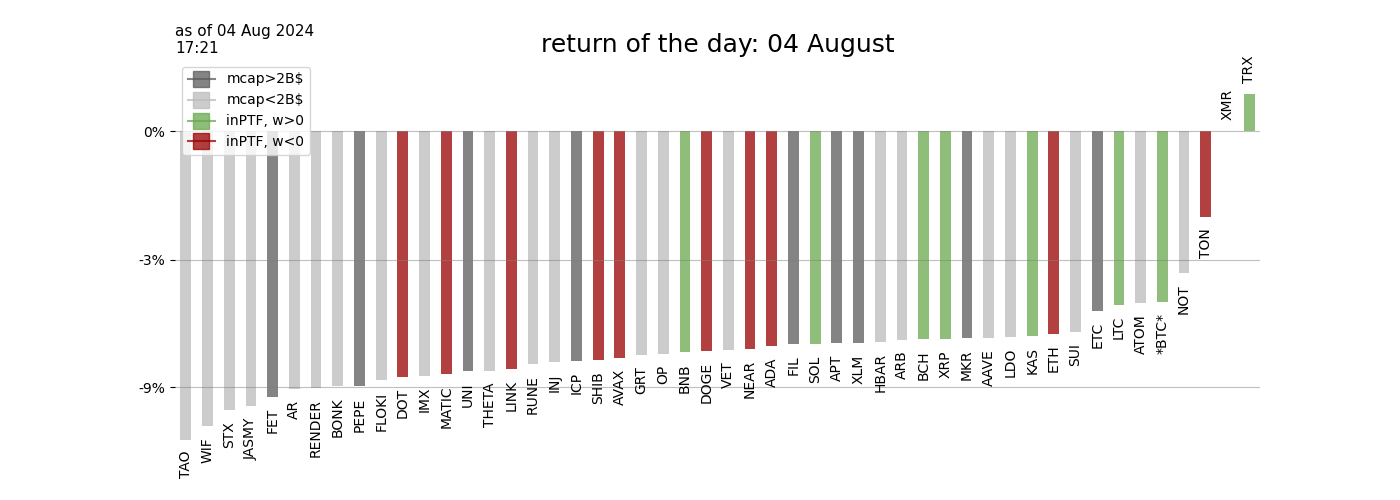 as of 04 Aug 2024
17:21
return of the day: 04 August
mcap>2B$
mcap<2B$
inPTF, w>0
inPTF, w<0
0%
-3%
-9%
TAO
WIF
STX
JASMY
FET
AR
RENDER
BONK
PEPE
FLOKI
DOT
IMX
MATIC
UNI
THETA
LINK
RUNE
INJ
ICP
SHIB
AVAX
GRT
OP
BNB
DOGE
VET
NEAR
ADA
FIL
SOL
APT
XLM
HBAR
ARB
BCH
XRP
MKR
AAVE
LDO
KAS
ETH
SUI
ETC
LTC
ATOM
*BTC*
NOT
TON
XMR
TRX